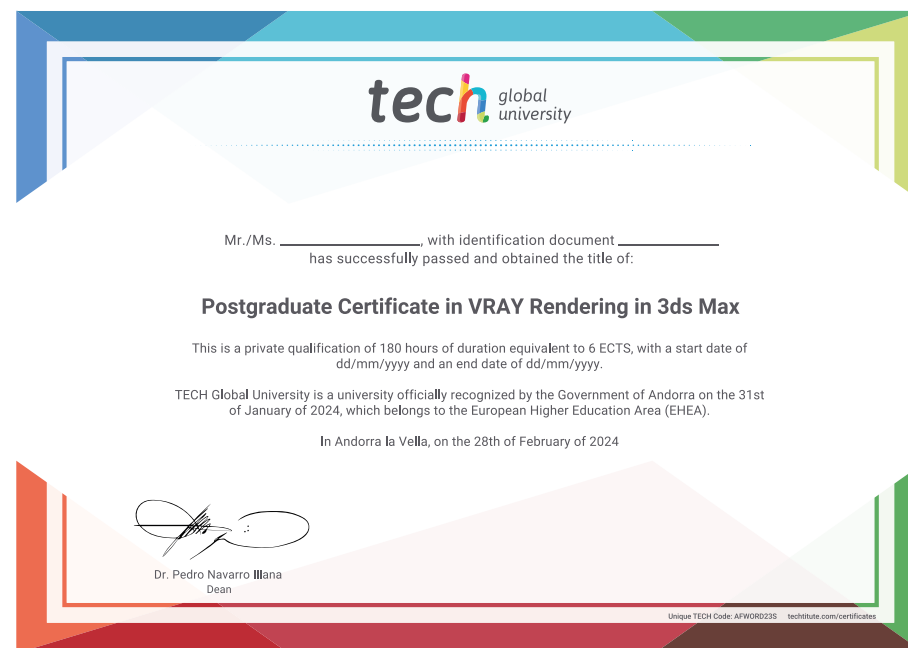 tech global
university
Mr./Ms. ____________, with identification document ____________
has successfully passed and obtained the title of:
Postgraduate Certificate in VRAY Rendering in 3ds Max
This is a private qualification of 180 hours of duration equivalent to 6 ECTS, with a start date of
dd/mm/yyyy and an end date of dd/mm/yyyy.
TECH Global University is a university officially recognized by the Government of Andorra on the 31st
of January of 2024, which belongs to the European Higher Education Area (EHEA).
In Andorra la Vella, on the 28th of February of 2024
Dr. Pedro Navarro Illana
Dean
Unique TECH Code: AFWORD23S techtitute.com/certificates